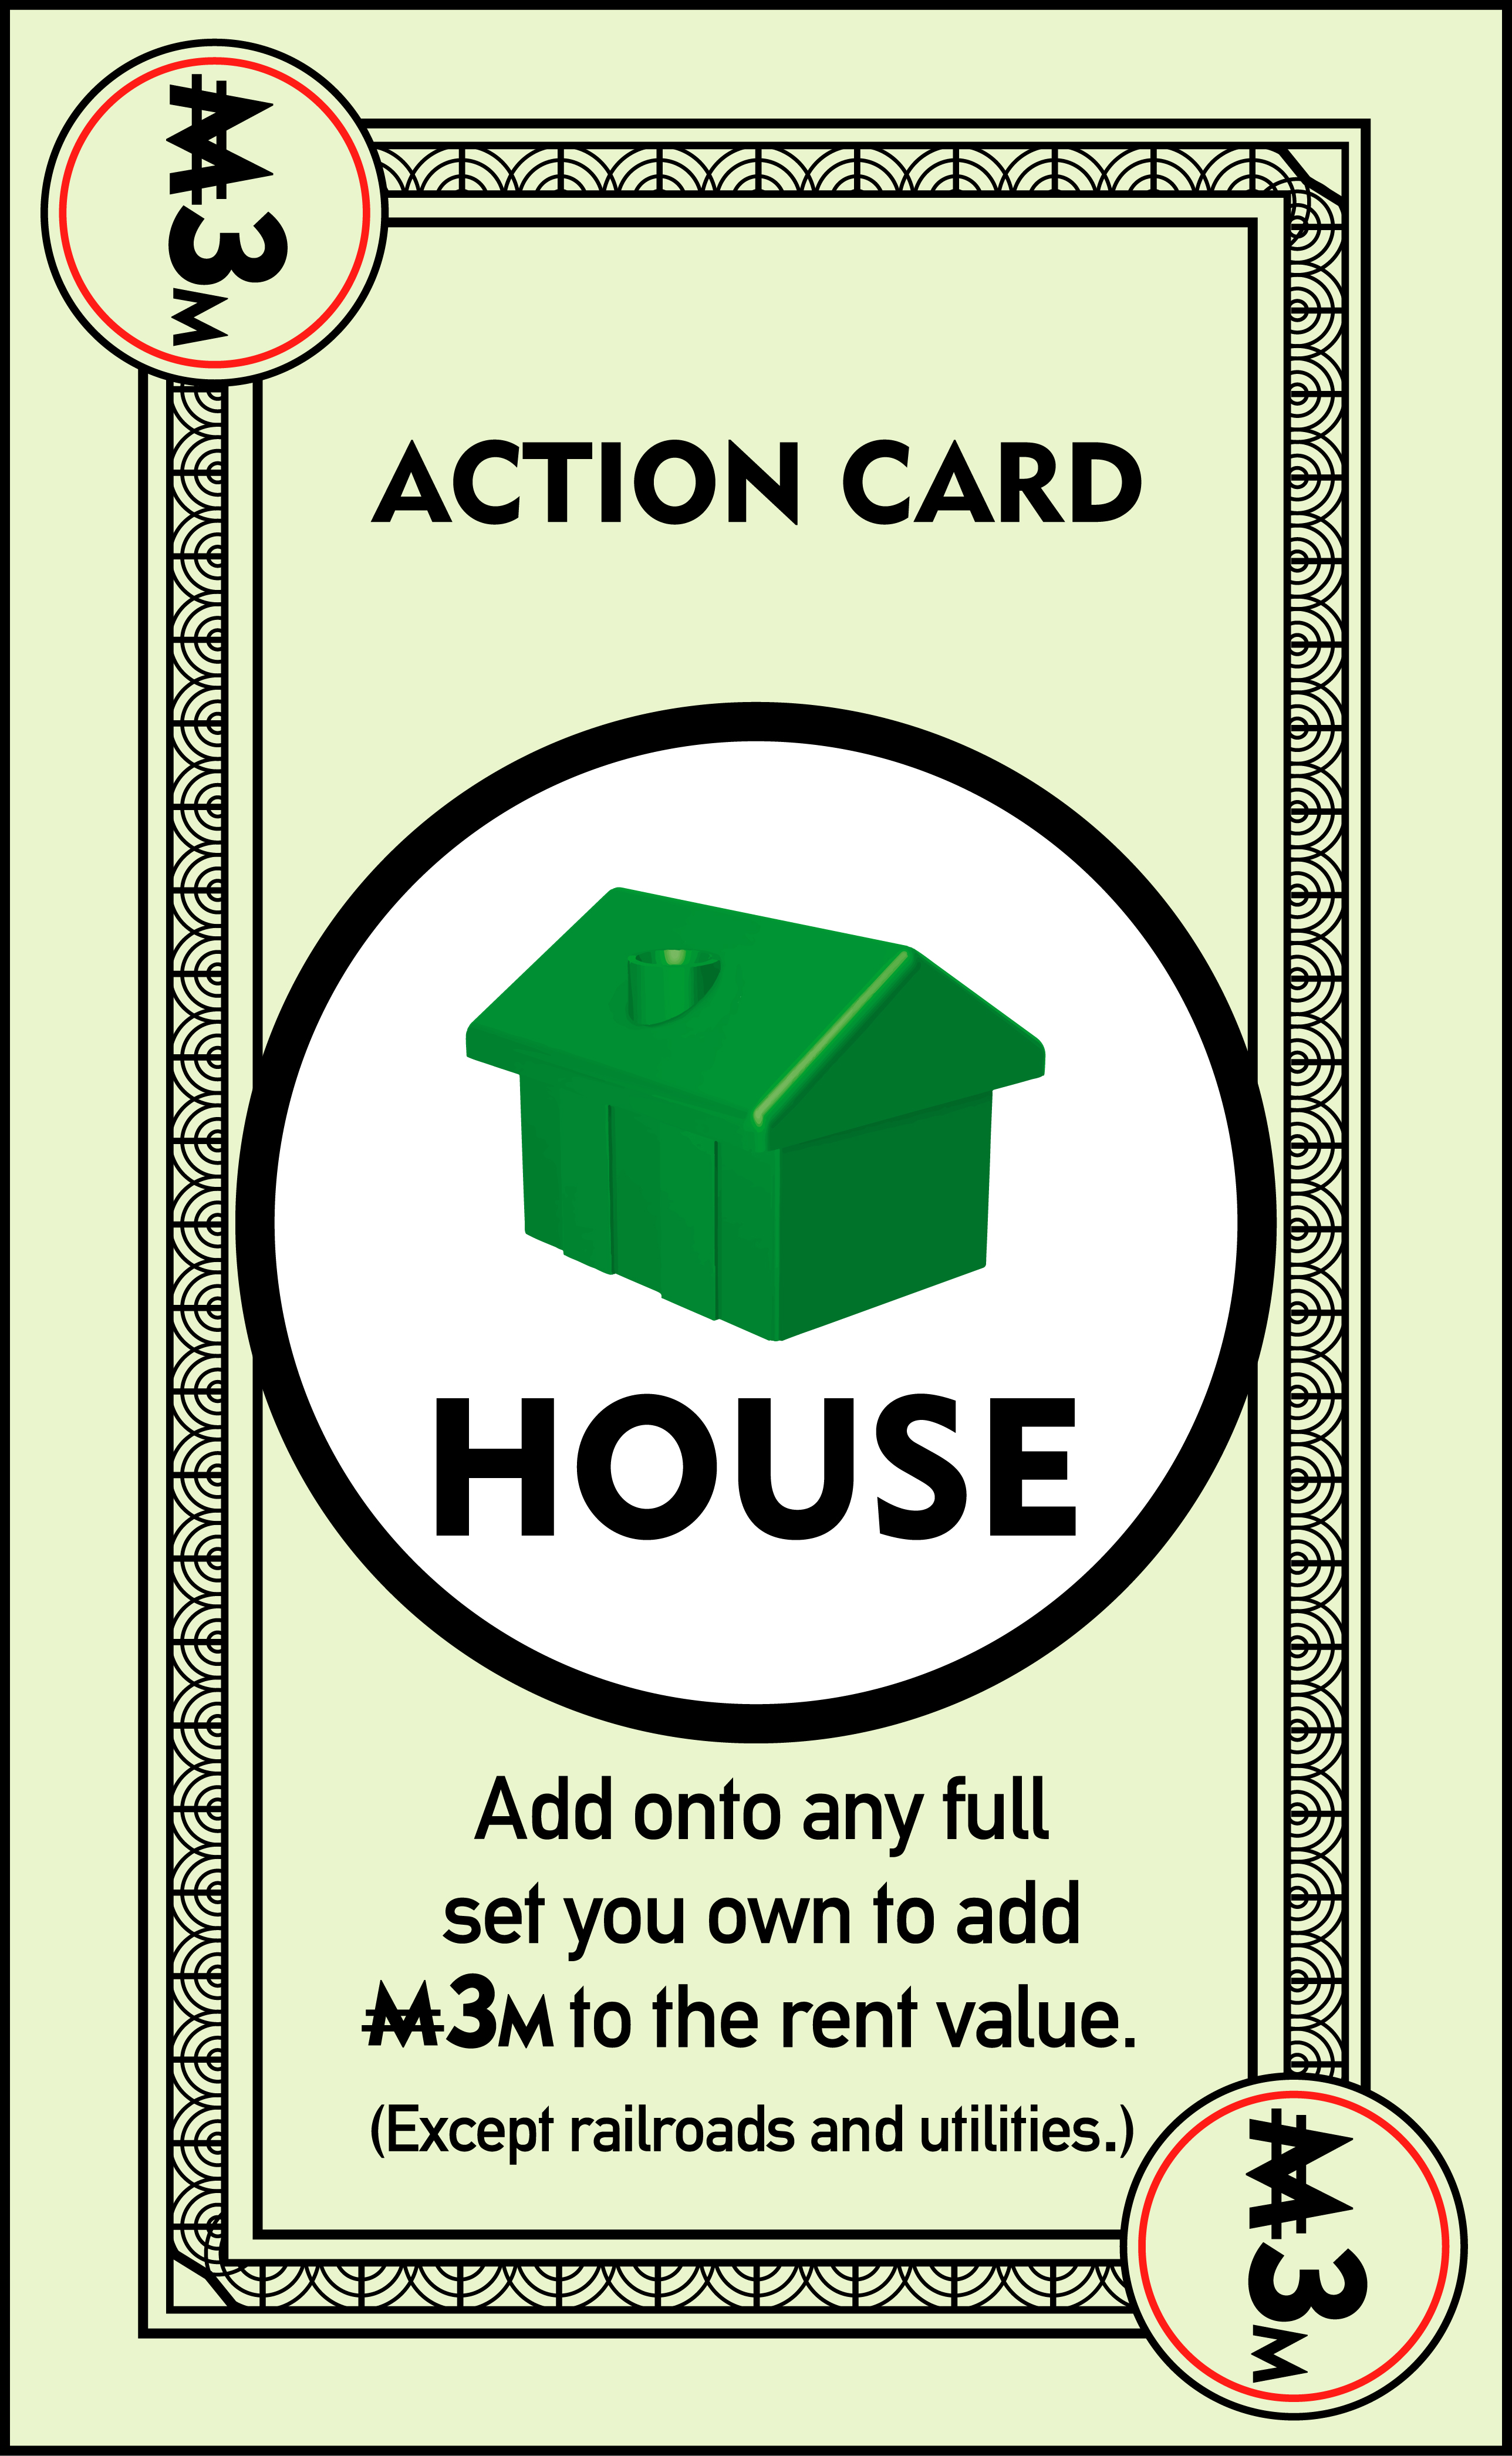 ₩3M
ACTION CARD
HOUSE
Add onto any full
set you own to add
₩3M to the rent value.
(Except railroads and utilities.)
₩3M